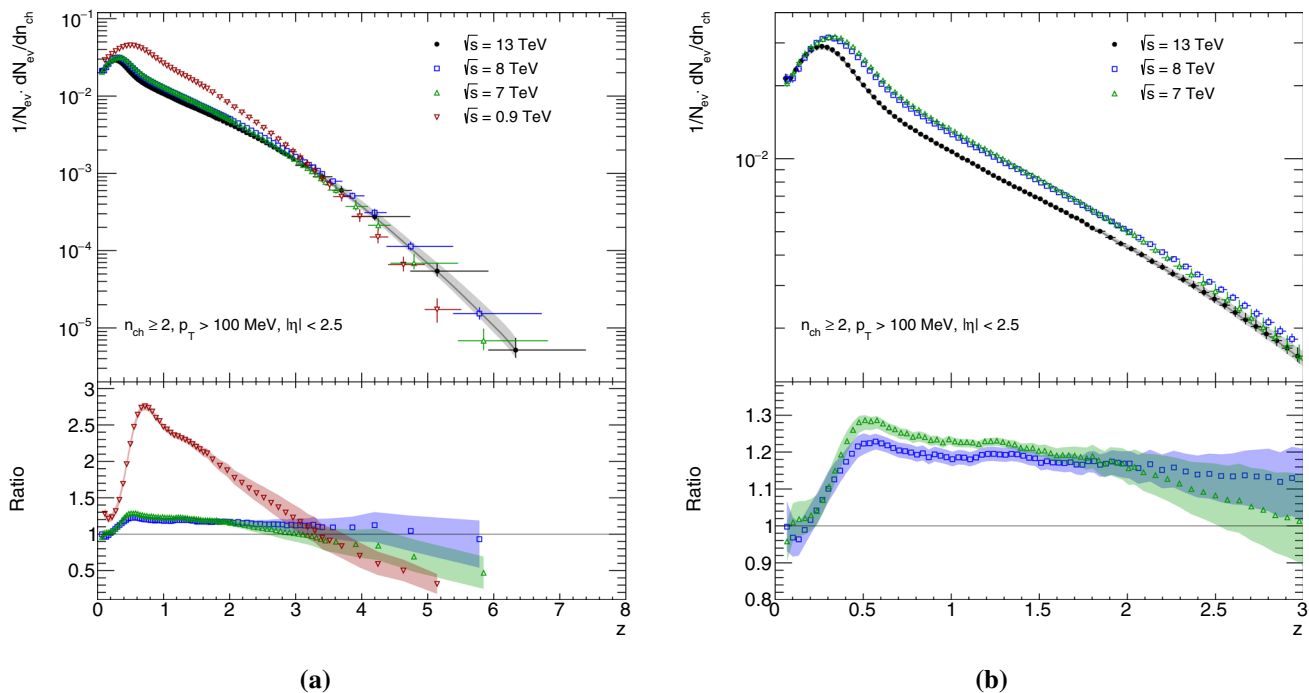 1/N_ev · dN_ev/dn_ch
10⁻¹
10⁻²
10⁻³
10⁻⁴
10⁻⁵
√s = 13 TeV
√s = 8 TeV
√s = 7 TeV
√s = 0.9 TeV
n_ch ≥ 2, p_T > 100 MeV, |η| < 2.5
Ratio
3
2.5
2
1.5
1
0.5
0 1 2 3 4 5 6 7 8
z
(a)
1/N_ev · dN_ev/dn_ch
10⁻²
√s = 13 TeV
√s = 8 TeV
√s = 7 TeV
n_ch ≥ 2, p_T > 100 MeV, |η| < 2.5
Ratio
1.3
1.2
1.1
1
0.9
0.8
0 0.5 1 1.5 2 2.5 3
z
(b)